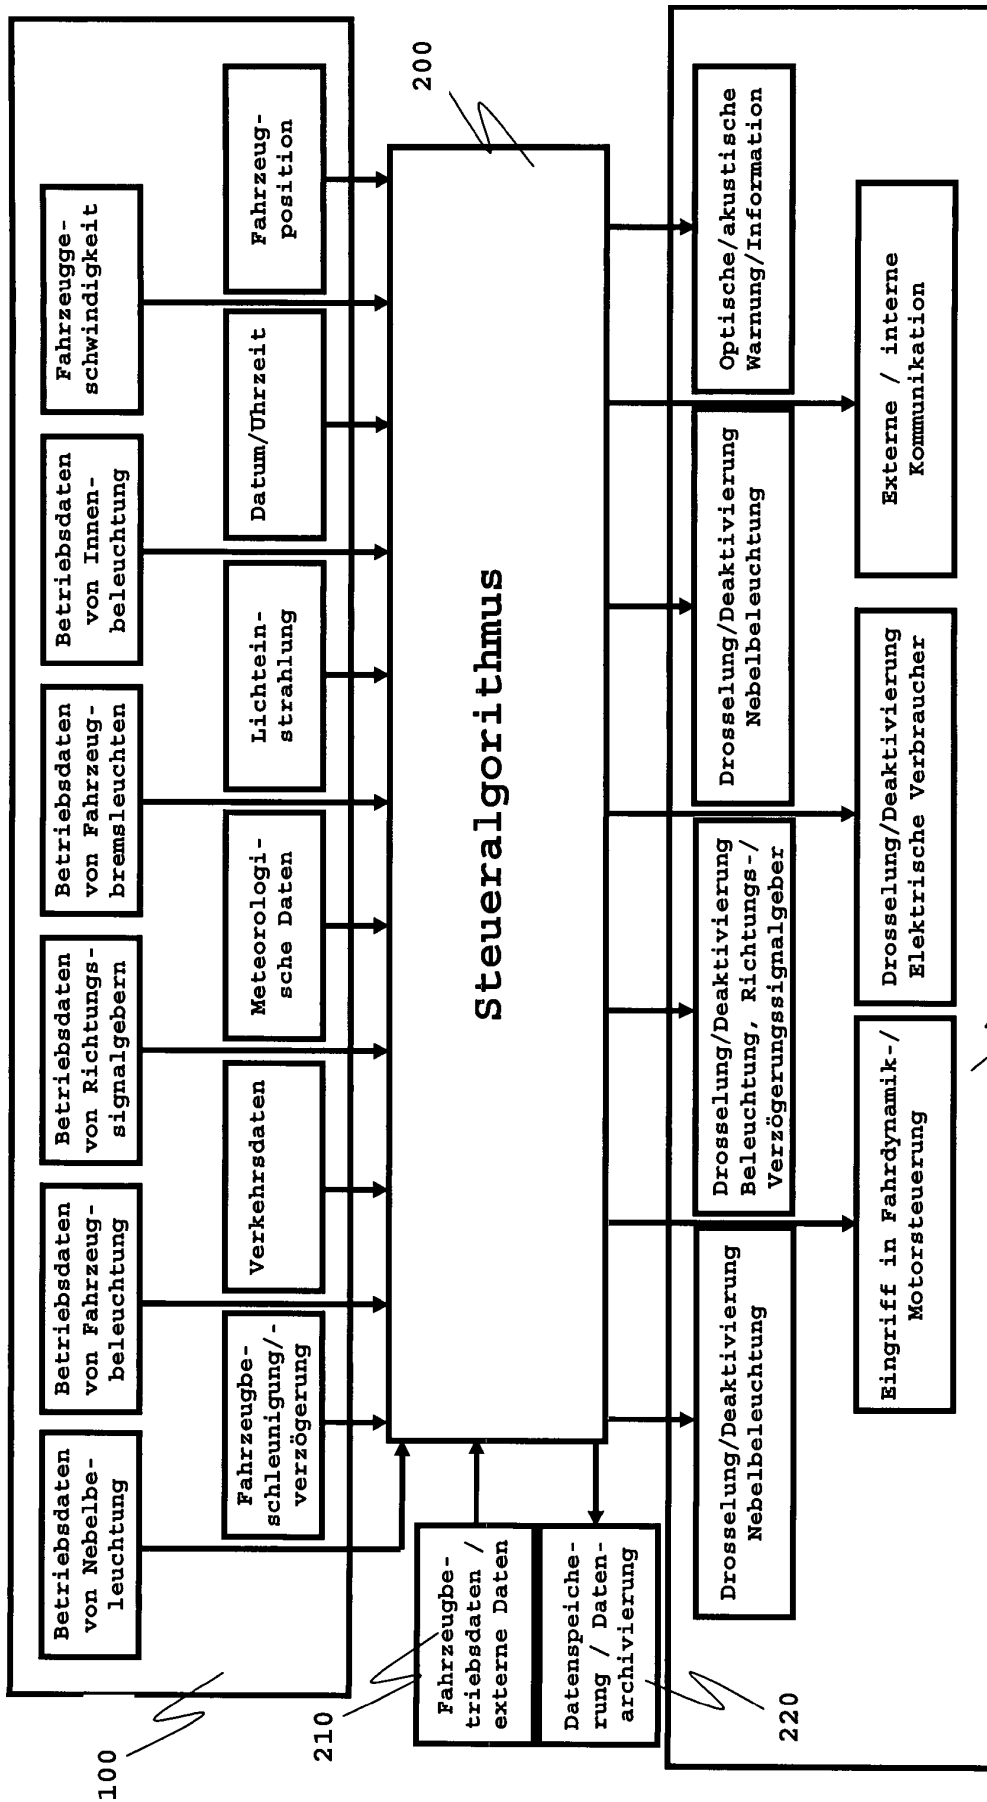 100
Betriebsdaten
von Nebelbe-
leuchtung
Betriebsdaten
von Fahrzeug-
beleuchtung
Betriebsdaten
von Richtungs-
signalgebern
Betriebsdaten
von Fahrzeug-
bremsleuchten
Betriebsdaten
von Innen-
beleuchtung
Fahrzeugge-
schwindigkeit
Fahrzeugbe-
schleunigung/-
verzögerung
Verkehrsdaten
Meteorologi-
sche Daten
Lichtein-
strahlung
Datum/Uhrzeit
Fahrzeug-
position
210
Fahrzeugbe-
triebsdaten /
externe Daten
Datenspeiche-
rung / Daten-
archivierung
220
Steueralgorithmus
200
Drosselung/Deaktivierung
Nebelbeleuchtung
Drosselung/Deaktivierung
Beleuchtung, Richtungs-/
Verzögerungssignalgeber
Drosselung/Deaktivierung
Nebelbeleuchtung
Optische/akustische
Warnung/Information
Eingriff in Fahrdynamik-/
Motorsteuerung
Drosselung/Deaktivierung
Elektrische Verbraucher
Externe / interne
Kommunikation